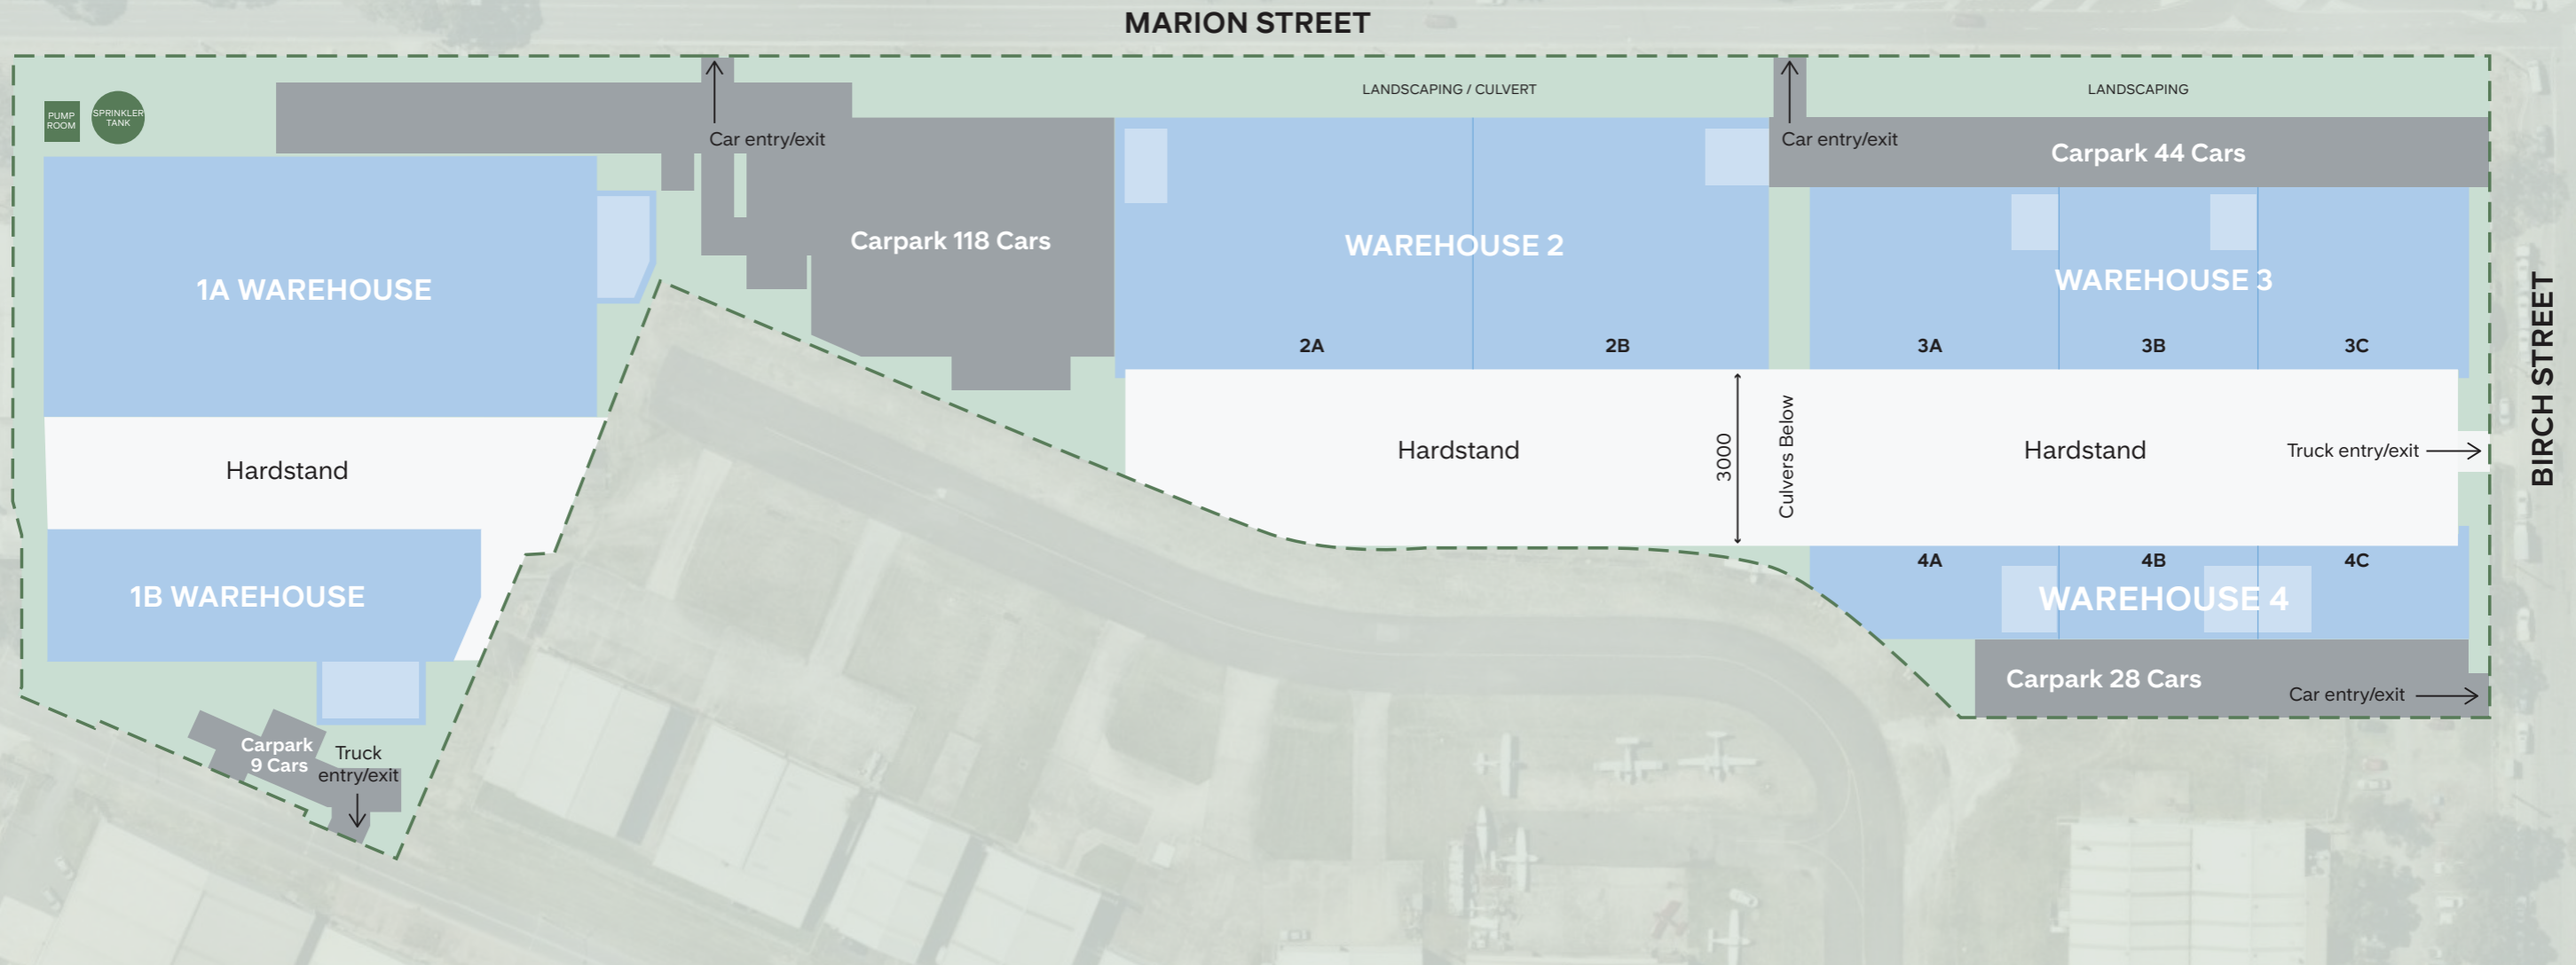 MARION STREET
LANDSCAPING / CULVERT
LANDSCAPING
PUMP
ROOM
SPRINKLER
TANK
Car entry/exit
Car entry/exit
Carpark 44 Cars
Carpark 118 Cars
WAREHOUSE 2
1A WAREHOUSE
WAREHOUSE 3
2A
2B
3A
3B
3C
BIRCH STREET
Hardstand
Hardstand
3000
Culvers Below
Hardstand
Truck entry/exit
4A
4B
4C
1B WAREHOUSE
WAREHOUSE 4
Carpark 28 Cars
Car entry/exit
Carpark
9 Cars
Truck
entry/exit